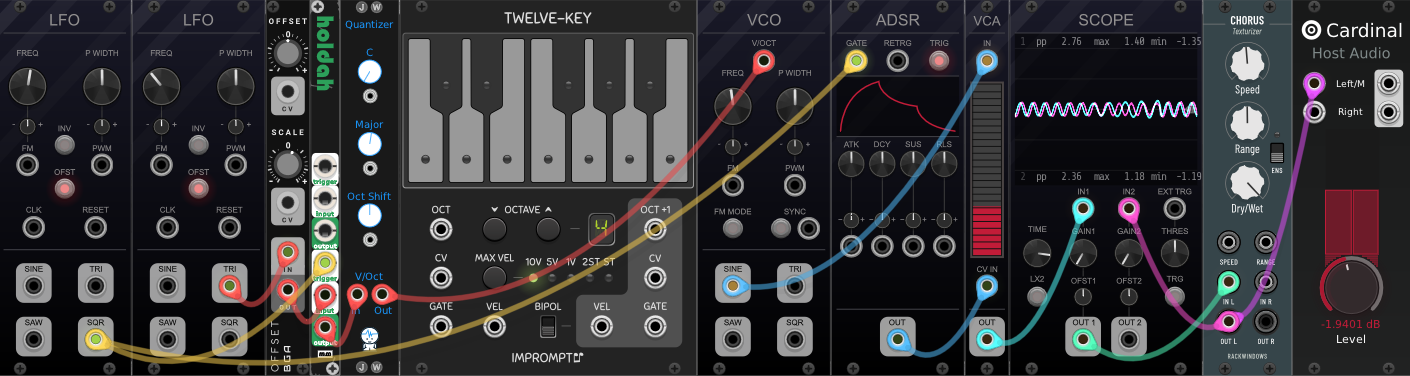 LFO
FREQ
P WIDTH
FM
INV
OFST
PWM
CLK
RESET
SINE
TRI
SAW
SQR
LFO
FREQ
P WIDTH
FM
INV
OFST
PWM
CLK
RESET
SINE
TRI
SAW
SQR
OFFSET
0
- +
CV
SCALE
0
- +
CV
IN
OUT
OFFSET
BGA
holdah
trigger
input
output
trigger
input
output
J W
Quantizer
C
Major
Oct Shift
V/Oct
In Out
J W
TWELVE-KEY
OCT
OCTAVE
4
OCT +1
CV
MAX VEL
10V 5V 1V 2ST ST
CV
GATE
VEL
BIPOL
VEL
GATE
IMPROMPTU
VCO
V/OCT
FREQ
P WIDTH
FM
PWM
FM MODE
SYNC
SINE
TRI
SAW
SQR
ADSR
GATE
RETRG
TRIG
ATK
DCY
SUS
RLS
OUT
VCA
IN
CV IN
OUT
SCOPE
1 pp 2.76 max 1.40 min -1.35
2 pp 2.36 max 1.18 min -1.19
IN1
IN2
EXT TRG
TIME
GAIN1
GAIN2
THRES
LX2
OFST1
OFST2
TRG
OUT 1
OUT 2
CHORUS
Texturizer
Speed
Range
ENS
Dry/Wet
SPEED
RANGE
IN L
IN R
OUT L
OUT R
RACKWINDOWS
Cardinal
Host Audio
Left/M
Right
-1.9401 dB
Level